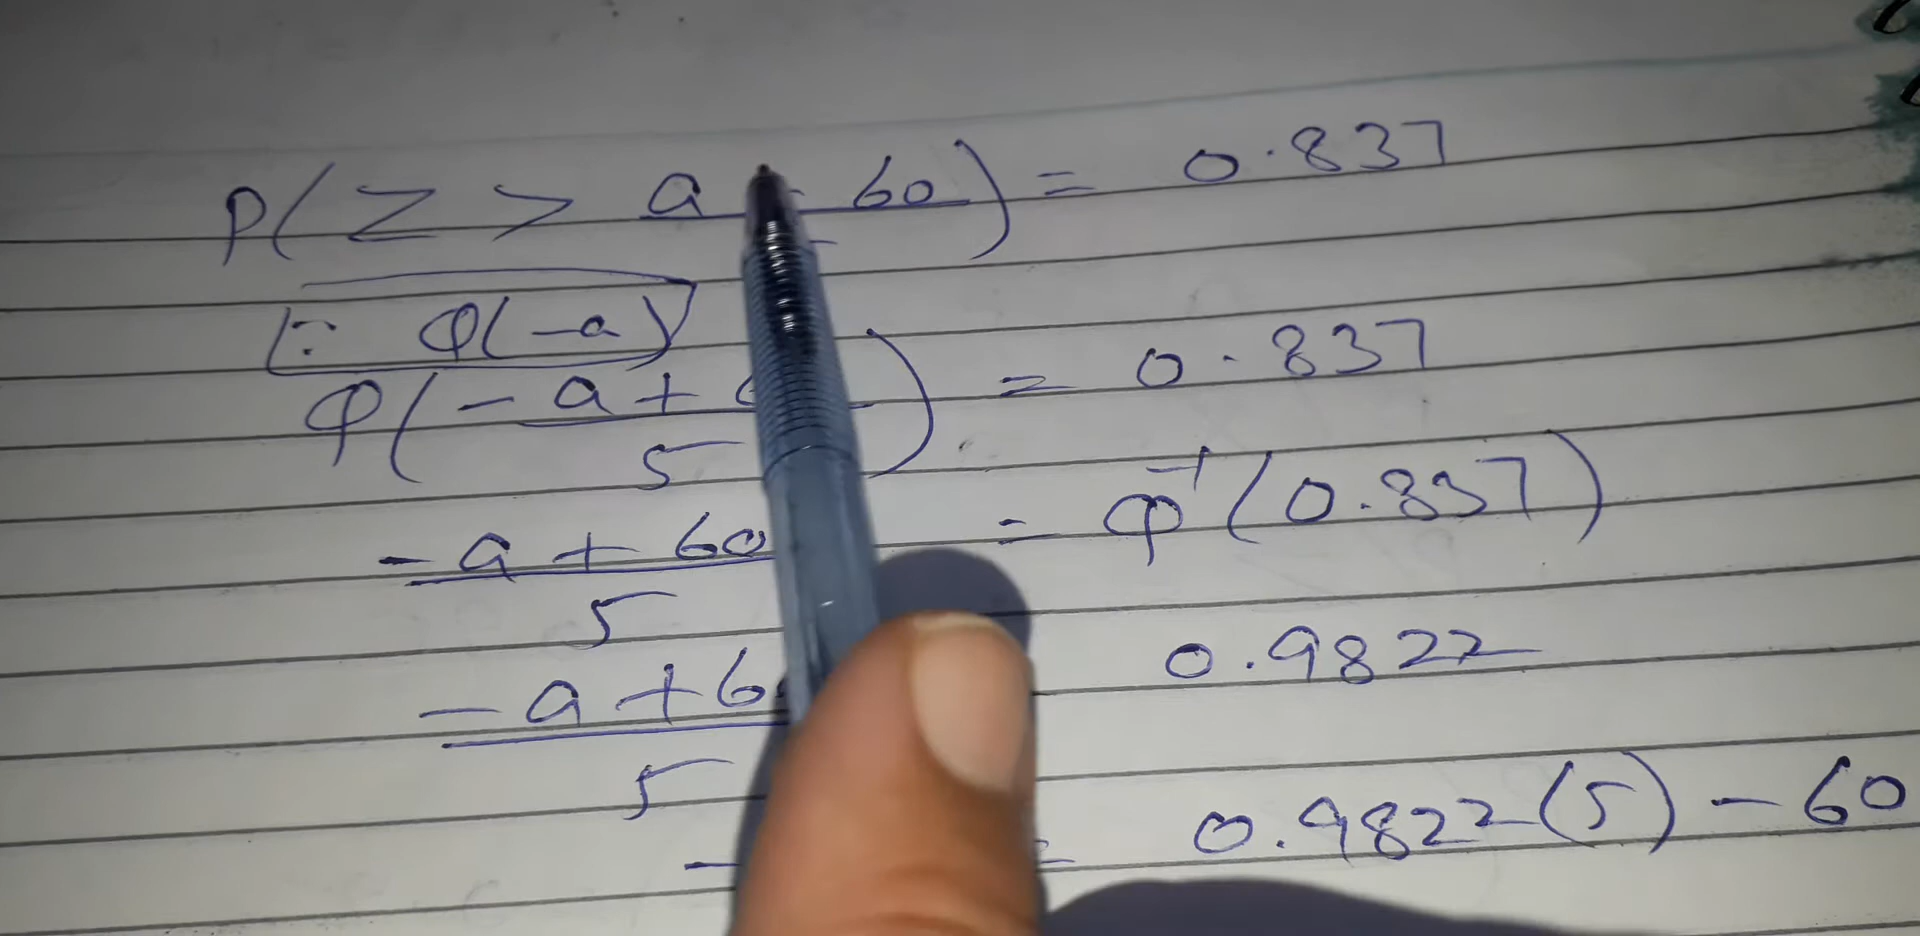 P(Z > a - 60) = 0.837
∵ φ(-a)
φ(-a + ) = 0.837
5
-a + 60 = φ⁻¹(0.837)
5
-a + 6 0.9822
5
- = 0.9822(5) - 60